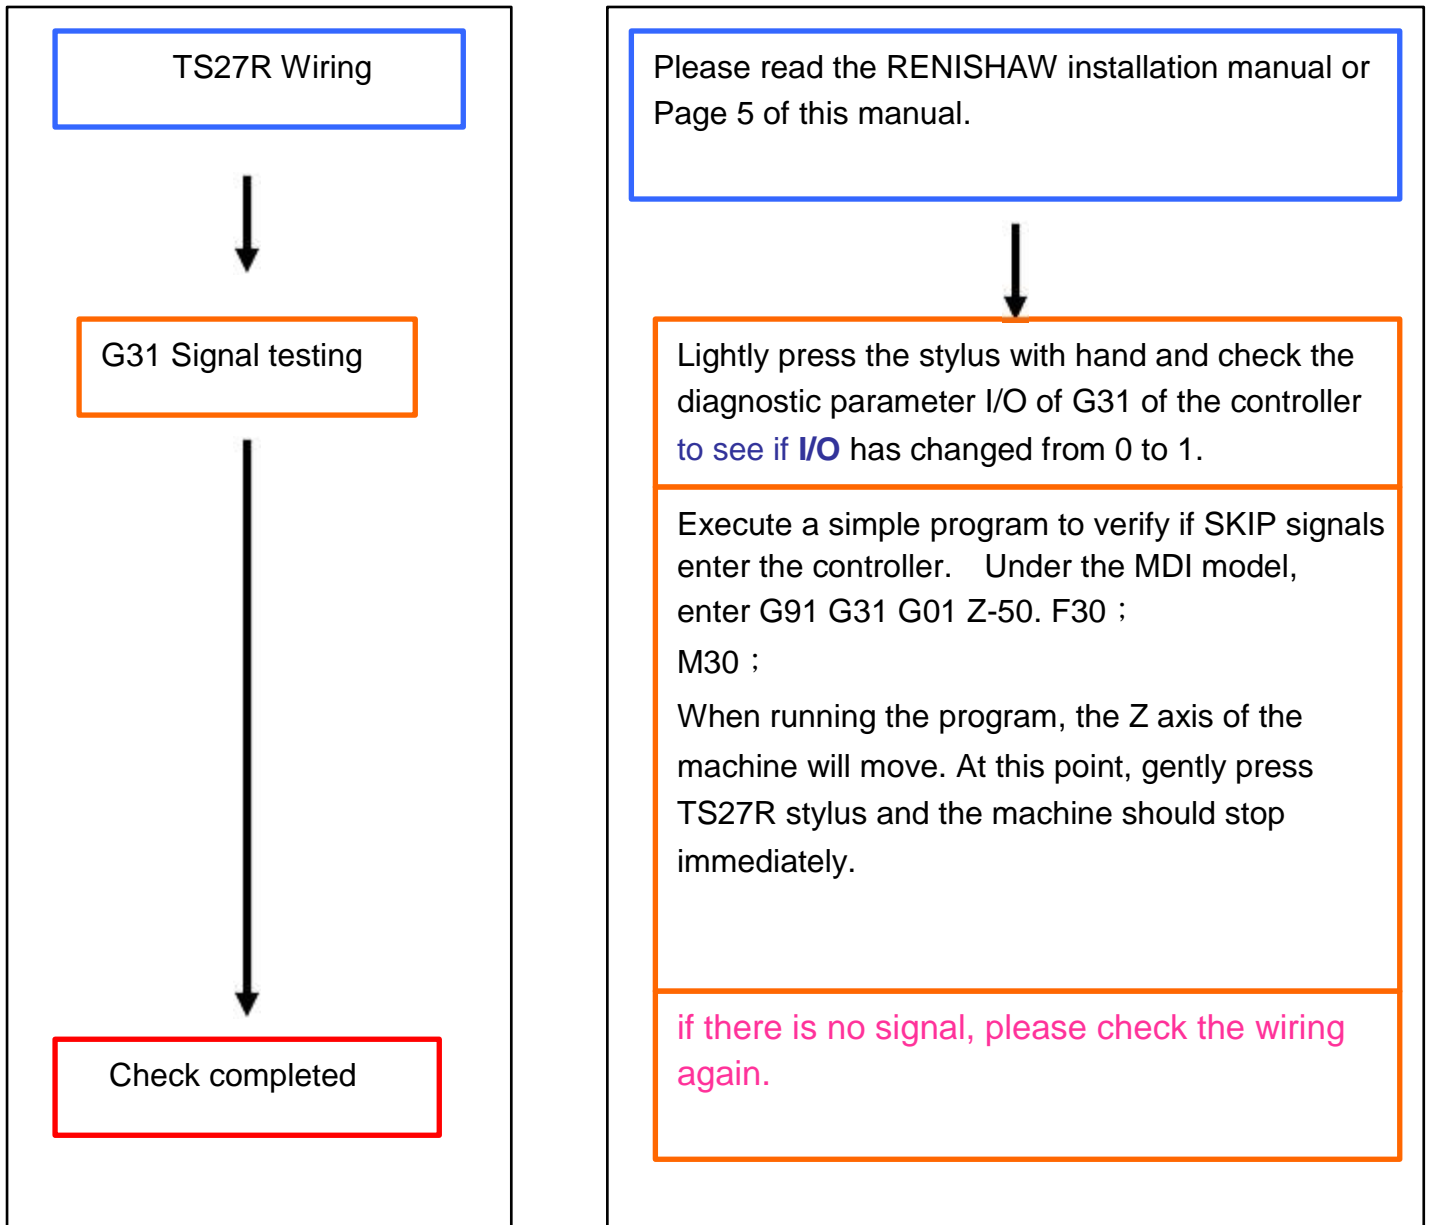 TS27R Wiring
G31 Signal testing
Check completed
Please read the RENISHAW installation manual or
Page 5 of this manual.
Lightly press the stylus with hand and check the
diagnostic parameter I/O of G31 of the controller
to see if I/O has changed from 0 to 1.
Execute a simple program to verify if SKIP signals
enter the controller. Under the MDI model,
enter G91 G31 G01 Z-50. F30；
M30；
When running the program, the Z axis of the
machine will move. At this point, gently press
TS27R stylus and the machine should stop
immediately.
if there is no signal, please check the wiring
again.